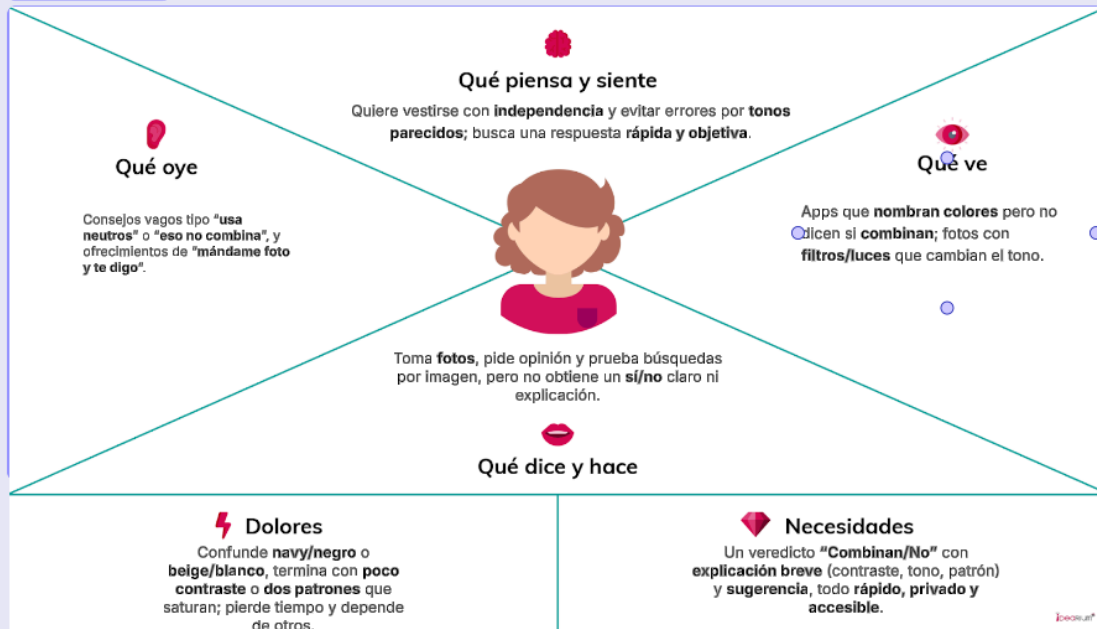 Qué piensa y siente
Quiere vestirse con independencia y evitar errores por tonos
parecidos; busca una respuesta rápida y objetiva.
Qué oye
Consejos vagos tipo “usa
neutros” o “eso no combina”, y
ofrecimientos de “mándame foto
y te digo”.
Qué ve
Apps que nombran colores pero no
dicen si combinan; fotos con
filtros/luces que cambian el tono.
Toma fotos, pide opinión y prueba búsquedas
por imagen, pero no obtiene un sí/no claro ni
explicación.
Qué dice y hace
Dolores
Confunde navy/negro o
beige/blanco, termina con poco
contraste o dos patrones que
saturan; pierde tiempo y depende
de otros.
Necesidades
Un veredicto “Combinan/No” con
explicación breve (contraste, tono, patrón)
y sugerencia, todo rápido, privado y
accesible.